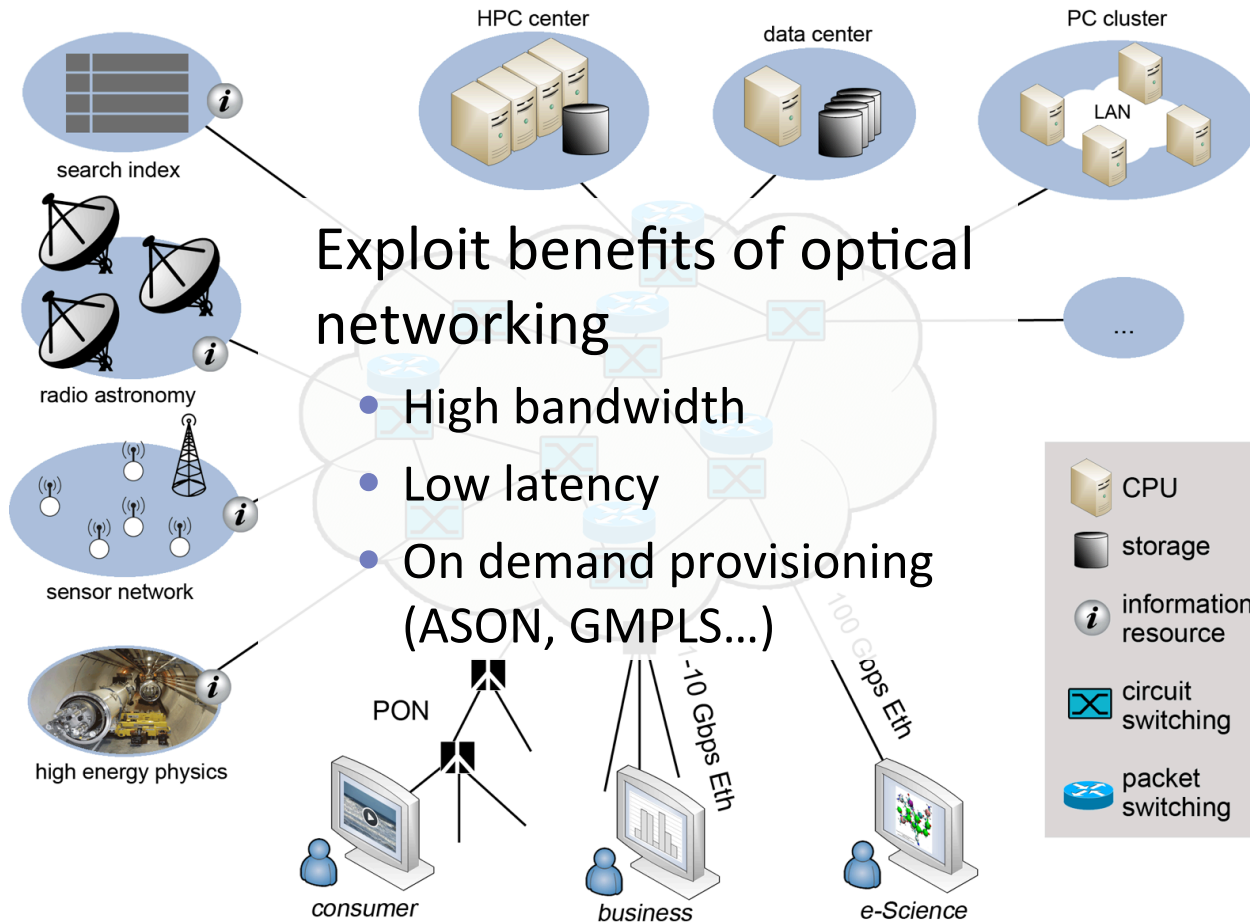 HPC center
data center
PC cluster
LAN
i
search index
Exploit benefits of optical
networking
...
i
radio astronomy
• High bandwidth
• Low latency
• On demand provisioning
(ASON, GMPLS...)
i
sensor network
CPU
storage
i
information
resource
circuit
switching
packet
switching
i
high energy physics
PON
1-10 Gbps Eth
100 Gbps Eth
consumer
business
e-Science